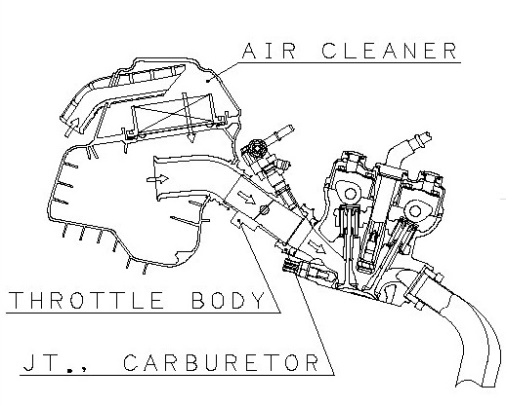 AIR CLEANER
THROTTLE BODY
JT., CARBURETOR